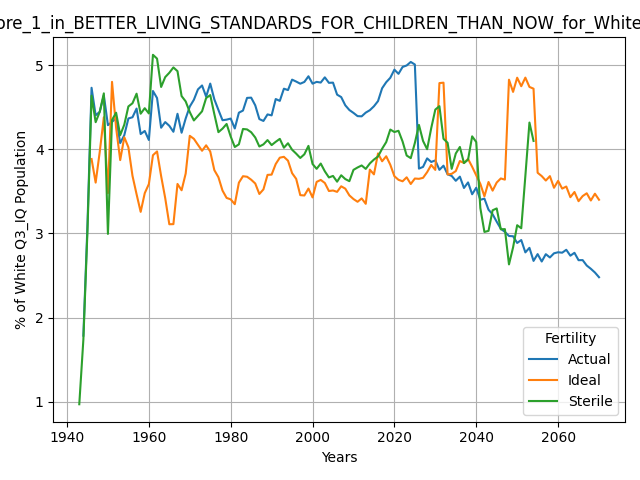 ore_1_in_BETTER_LIVING_STANDARDS_FOR_CHILDREN_THAN_NOW_for_White
% of White Q3_IQ Population
5
4
3
2
1
1940 1960 1980 2000 2020 2040 2060
Years
Fertility
Actual
Ideal
Sterile